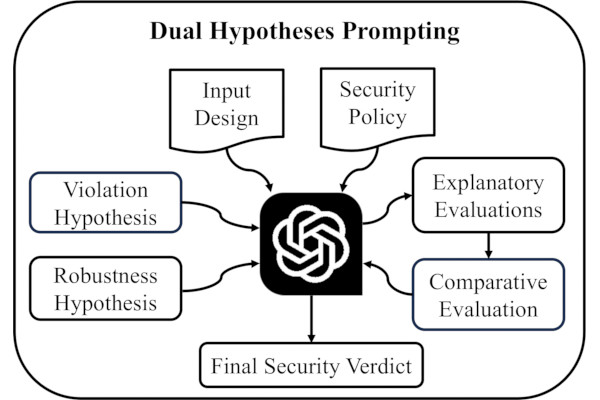 Dual Hypotheses Prompting
Input
Design
Security
Policy
Violation
Hypothesis
Explanatory
Evaluations
Robustness
Hypothesis
Comparative
Evaluation
Final Security Verdict